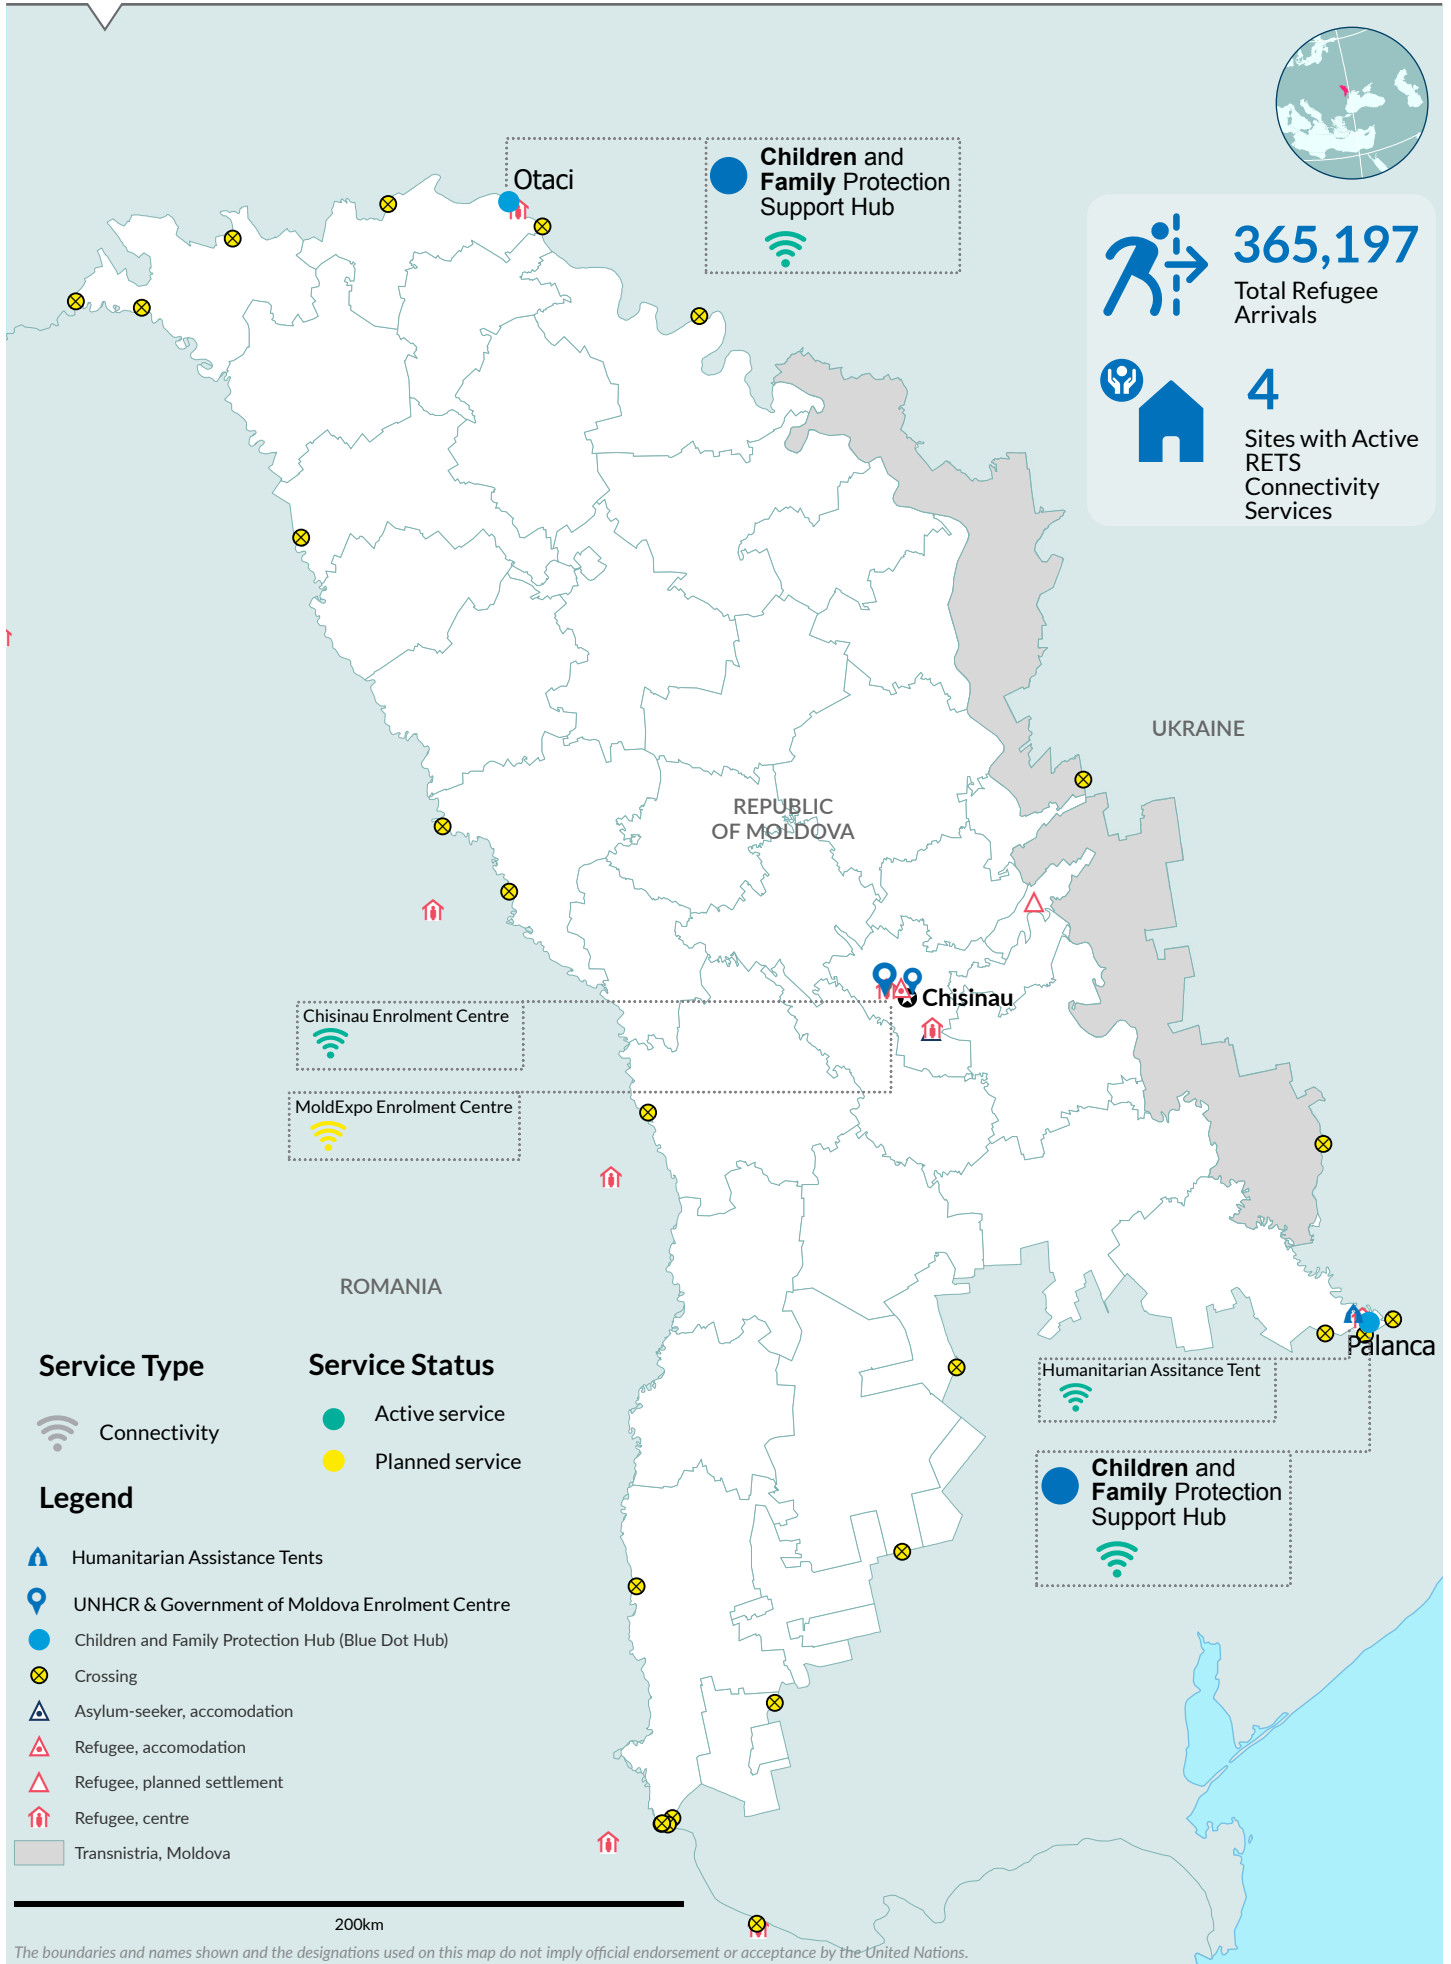 Otaci
Children and
Family Protection
Support Hub
365,197
Total Refugee
Arrivals
4
Sites with Active
RETS
Connectivity
Services
UKRAINE
REPUBLIC
OF MOLDOVA
Chisinau
Chisinau Enrolment Centre
MoldExpo Enrolment Centre
ROMANIA
Palanca
Humanitarian Assitance Tent
Children and
Family Protection
Support Hub
Service Type
Connectivity
Service Status
Active service
Planned service
Legend
Humanitarian Assistance Tents
UNHCR & Government of Moldova Enrolment Centre
Children and Family Protection Hub (Blue Dot Hub)
Crossing
Asylum-seeker, accomodation
Refugee, accomodation
Refugee, planned settlement
Refugee, centre
Transnistria, Moldova
200km
The boundaries and names shown and the designations used on this map do not imply official endorsement or acceptance by the United Nations.